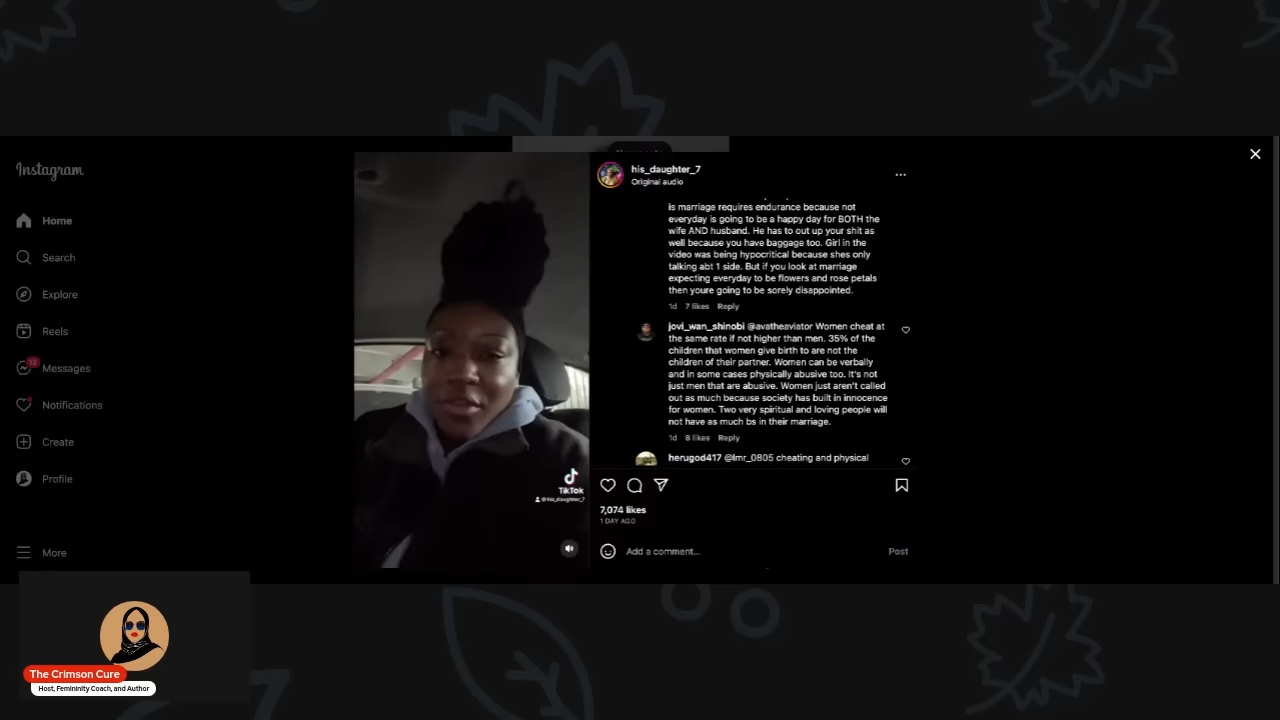 Instagram
Home
Search
Explore
Reels
13
Messages
Notifications
Create
Profile
More
TikTok
@his_daughter_7
his_daughter_7
Original audio
is marriage requires endurance because not
everyday is going to be a happy day for BOTH the
wife AND husband. He has to out up your shit as
well because you have baggage too. Girl in the
video was being hypocritical because shes only
talking abt 1 side. But if you look at marriage
expecting everyday to be flowers and rose petals
then youre going to be sorely disappointed.
1d 7 likes Reply
jovi_wan_shinobi @avatheaviator Women cheat at
the same rate if not higher than men. 35% of the
children that women give birth to are not the
children of their partner. Women can be verbally
and in some cases physically abusive too. It's not
just men that are abusive. Women just aren't called
out as much because society has built in innocence
for women. Two very spiritual and loving people will
not have as much bs in their marriage.
1d 8 likes Reply
herugod417 @lmr_0805 cheating and physical
7,074 likes
1 DAY AGO
Add a comment...
Post
The Crimson Cure
Host, Femininity Coach, and Author